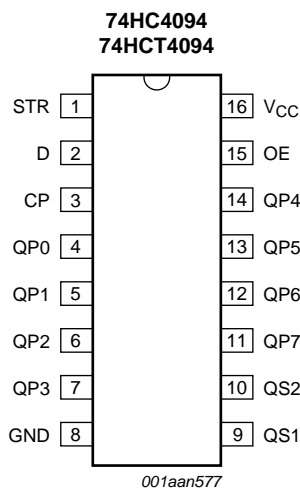 74HC4094
74HCT4094
STR 1 16 VCC
D 2 15 OE
CP 3 14 QP4
QP0 4 13 QP5
QP1 5 12 QP6
QP2 6 11 QP7
QP3 7 10 QS2
GND 8 9 QS1
001aan577